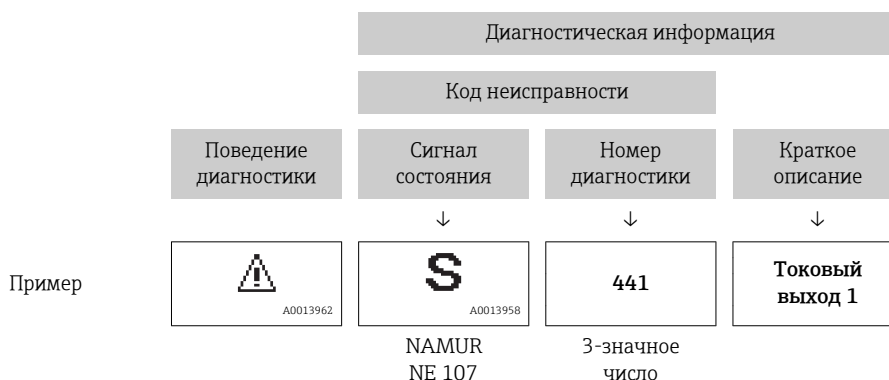 Диагностическая информация
Код неисправности
Поведение
диагностики
Сигнал
состояния
Номер
диагностики
Краткое
описание
↓ ↓ ↓
Пример
A0013962
S
A0013958
441
Токовый
выход 1
NAMUR
NE 107
3-значное
число